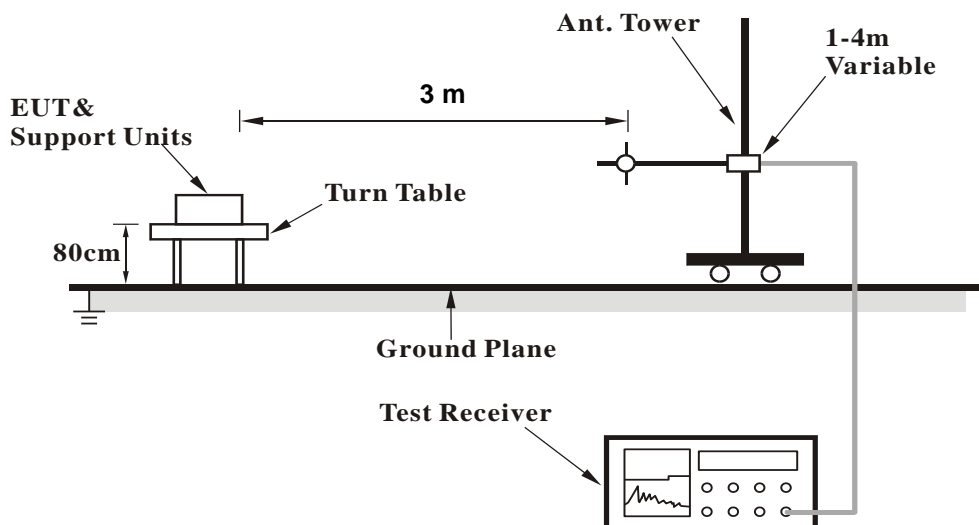 Ant. Tower
1-4m
Variable
3 m
EUT&
Support Units
Turn Table
80cm
Ground Plane
Test Receiver